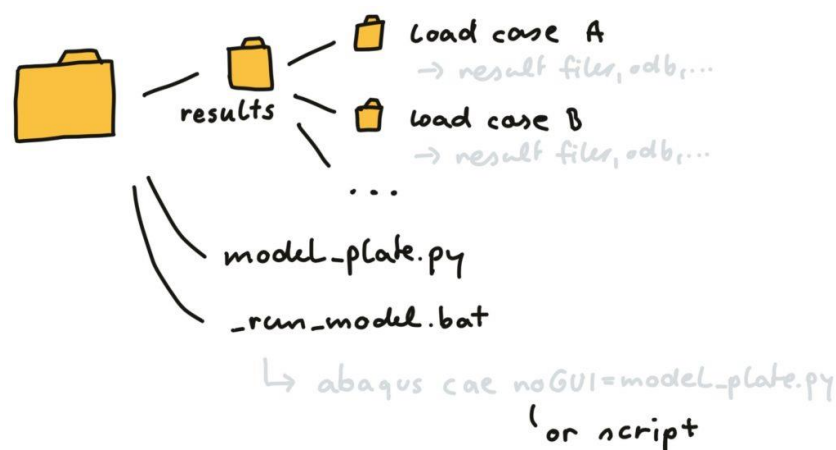 load case A
→ result files, odb,...
results
load case B
→ result files, odb,...
...
model_plate.py
_run_model.bat
↳ abaqus cae noGUI=model_plate.py
or script